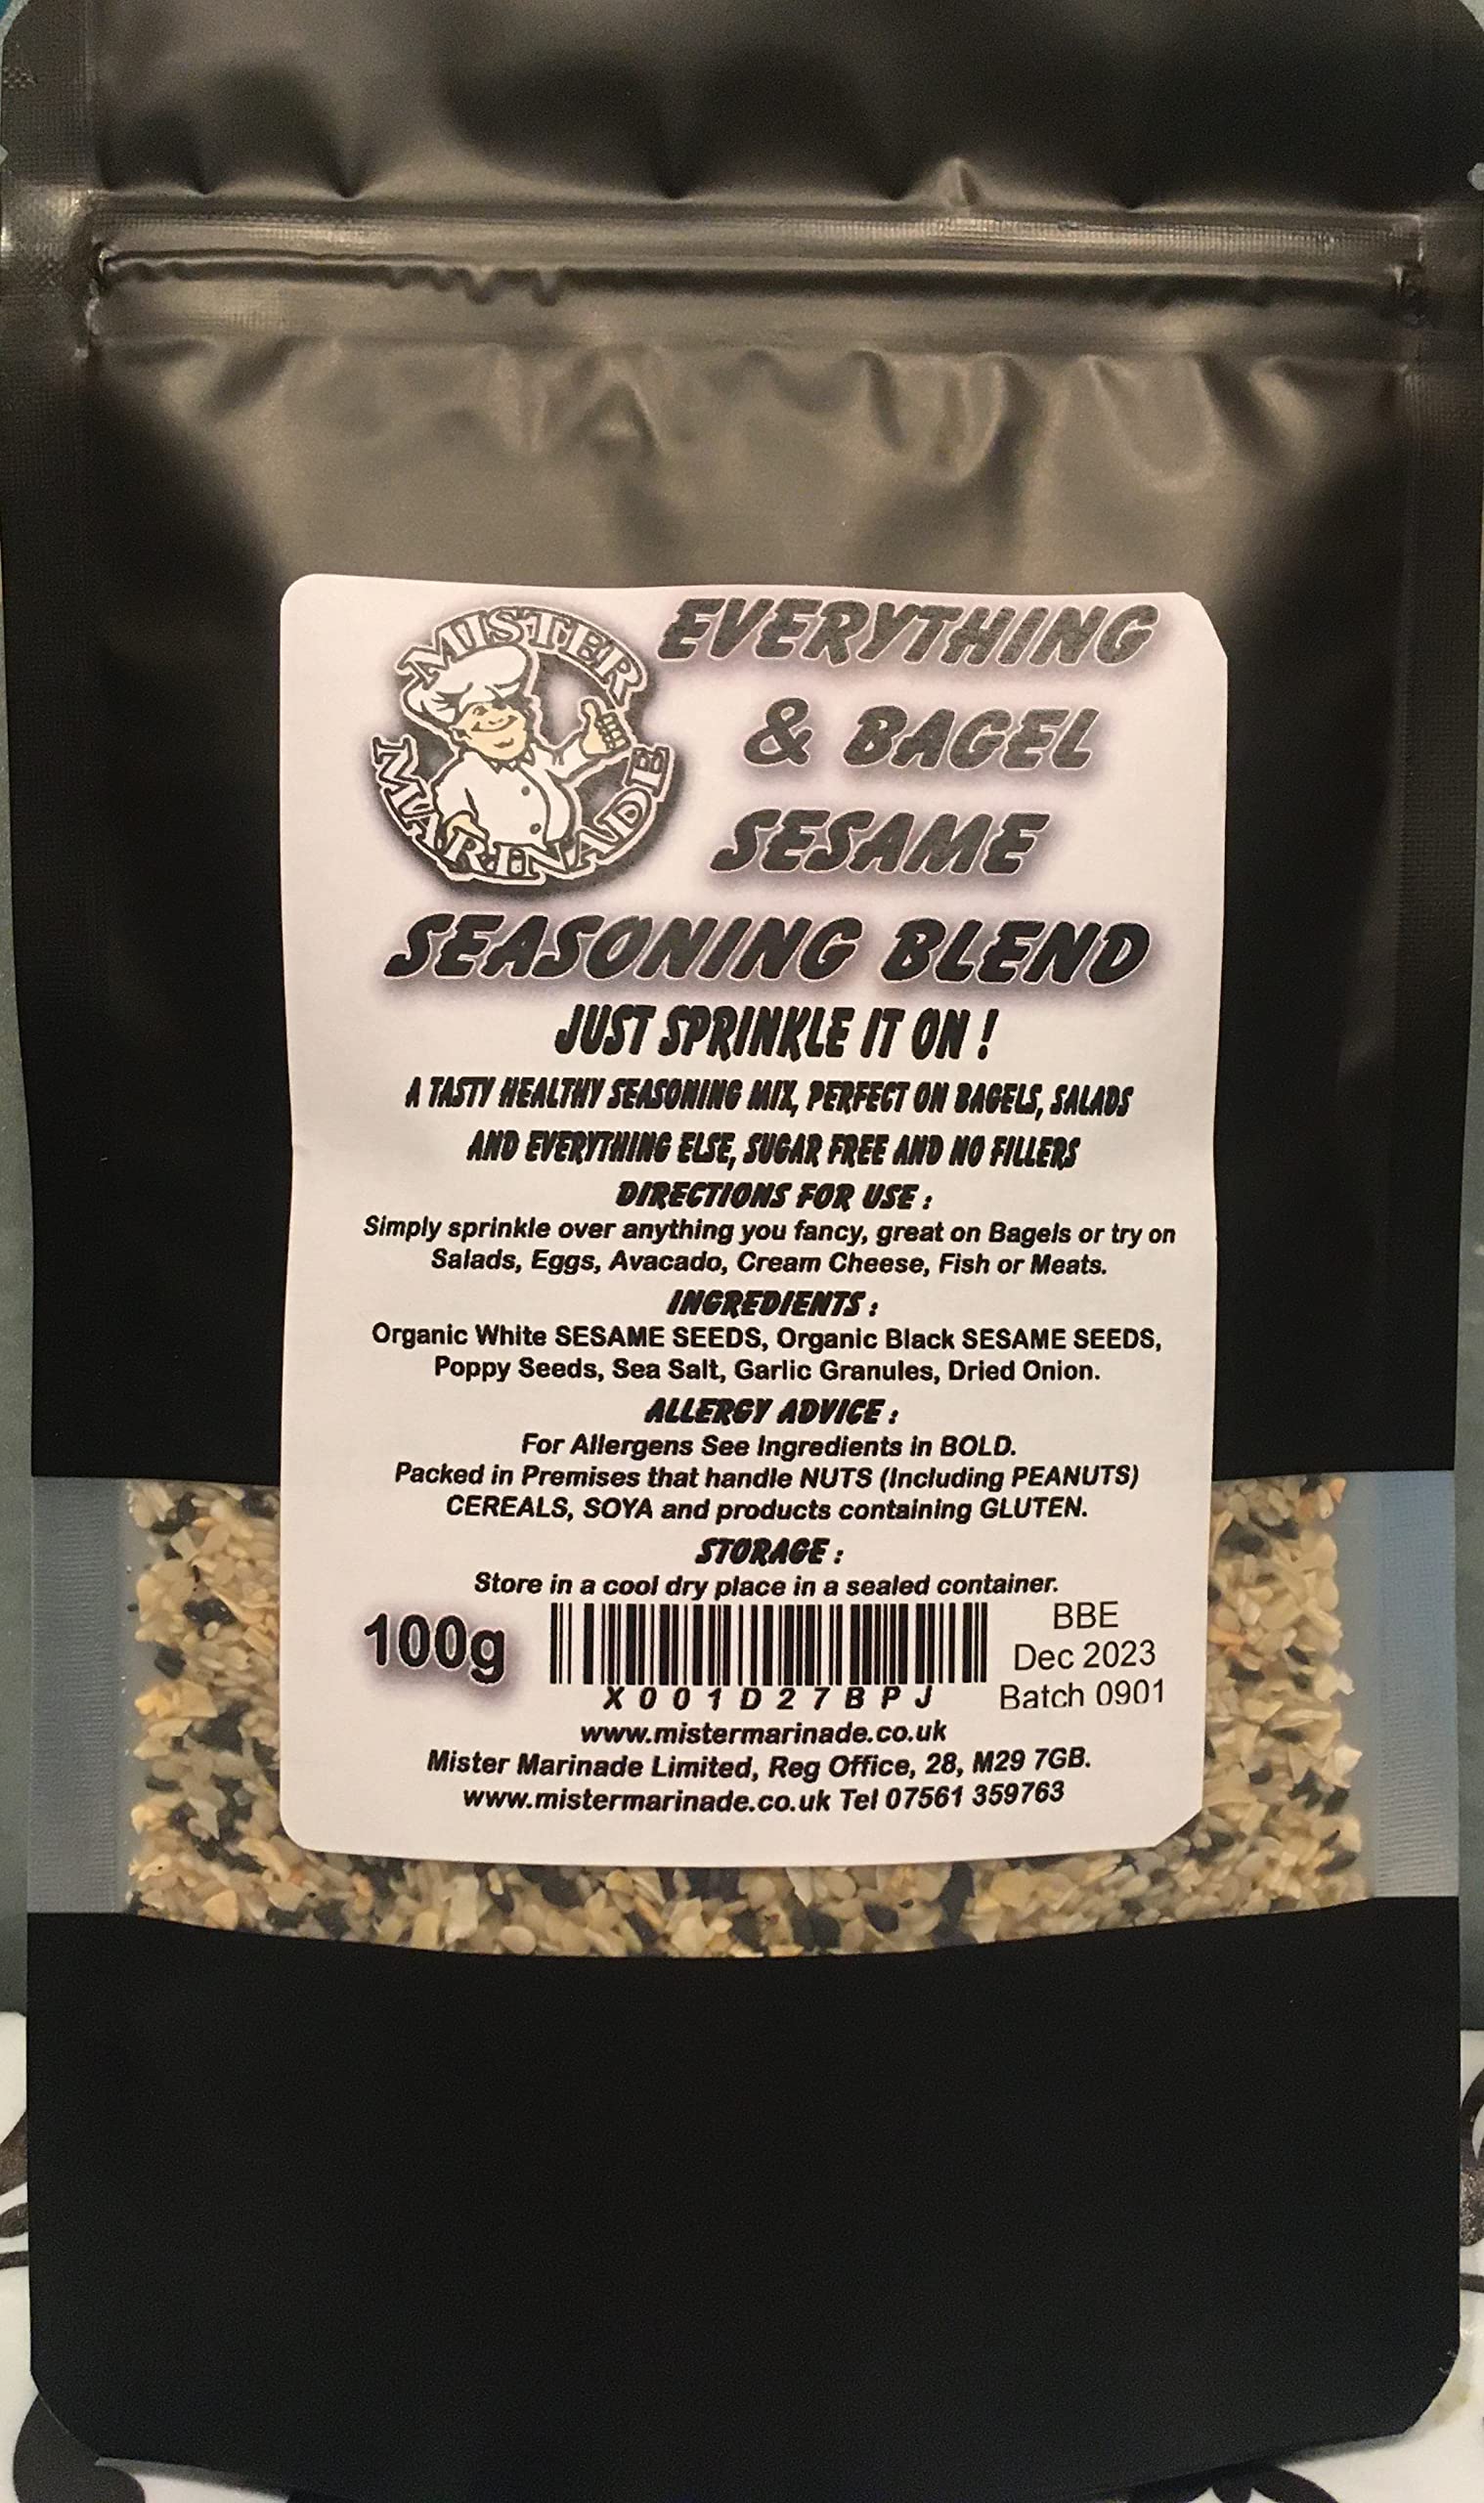 MISTER
MARINADE
EVERYTHING
& BAGEL
SESAME
SEASONING BLEND
JUST SPRINKLE IT ON !
A TASTY HEALTHY SEASONING MIX, PERFECT ON BAGELS, SALADS
AND EVERYTHING ELSE, SUGAR FREE AND NO FILLERS
DIRECTIONS FOR USE :
Simply sprinkle over anything you fancy, great on Bagels or try on
Salads, Eggs, Avacado, Cream Cheese, Fish or Meats.
INGREDIENTS :
Organic White SESAME SEEDS, Organic Black SESAME SEEDS,
Poppy Seeds, Sea Salt, Garlic Granules, Dried Onion.
ALLERGY ADVICE :
For Allergens See Ingredients in BOLD.
Packed in Premises that handle NUTS (Including PEANUTS)
CEREALS, SOYA and products containing GLUTEN.
STORAGE :
Store in a cool dry place in a sealed container.
100g
X001D27BPJ
BBE
Dec 2023
Batch 0901
www.mistermarinade.co.uk
Mister Marinade Limited, Reg Office, 28, M29 7GB.
www.mistermarinade.co.uk Tel 07561 359763